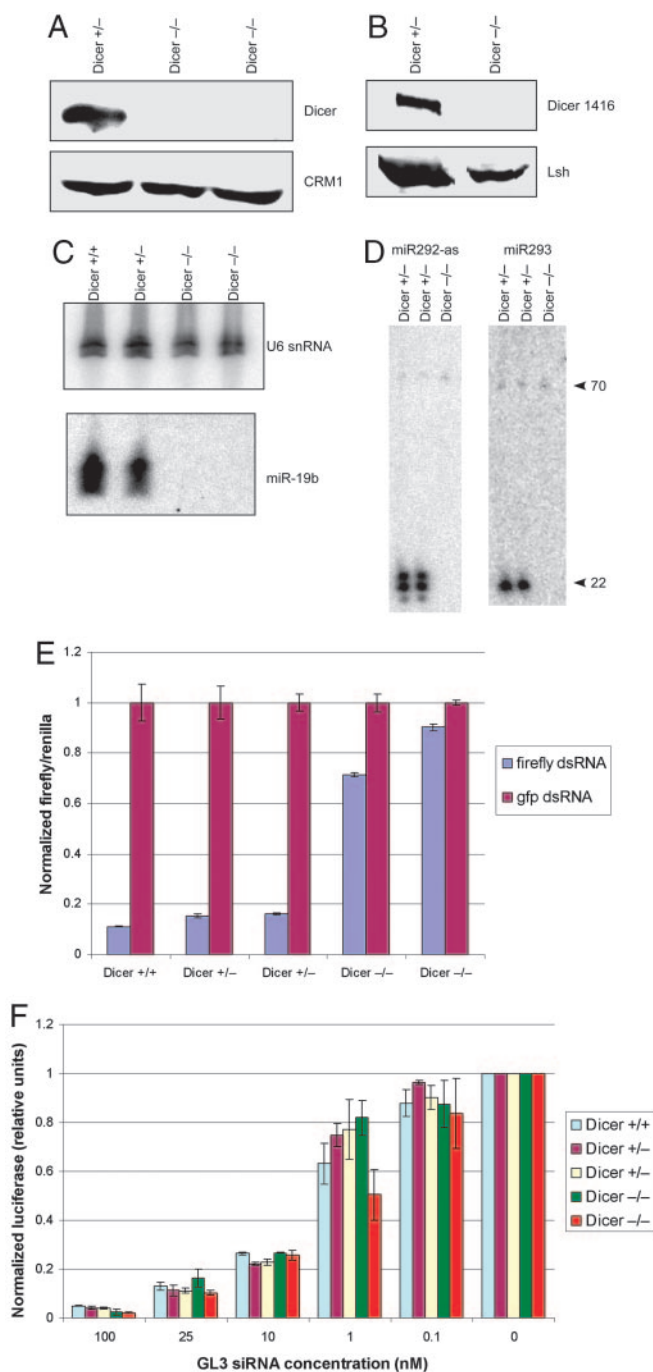 A
Dicer +/–
Dicer –/–
Dicer –/–
Dicer
CRM1
B
Dicer +/–
Dicer –/–
Dicer 1416
Lsh
C
Dicer +/+
Dicer +/–
Dicer –/–
Dicer –/–
U6 snRNA
miR-19b
D
miR292-as
miR293
Dicer +/–
Dicer +/–
Dicer –/–
Dicer +/–
Dicer +/–
Dicer –/–
70
22
E
Normalized firefly/renilla
1.2
1
0.8
0.6
0.4
0.2
0
Dicer +/+
Dicer +/–
Dicer +/–
Dicer –/–
Dicer –/–
firefly dsRNA
gfp dsRNA
F
Normalized luciferase (relative units)
1.2
1
0.8
0.6
0.4
0.2
0
100
25
10
1
0.1
0
GL3 siRNA concentration (nM)
Dicer +/+
Dicer +/–
Dicer +/–
Dicer –/–
Dicer –/–